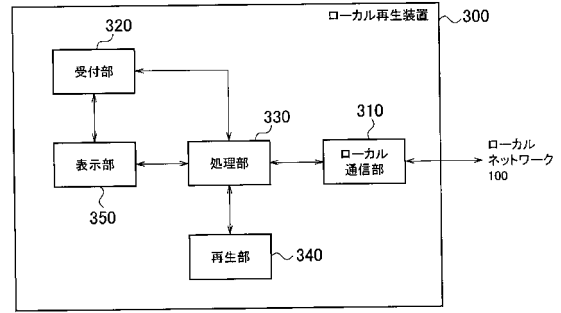 ローカル再生装置
300
320
受付部
330
310
表示部
処理部
ローカル
通信部
ローカル
ネットワーク
100
350
再生部
340